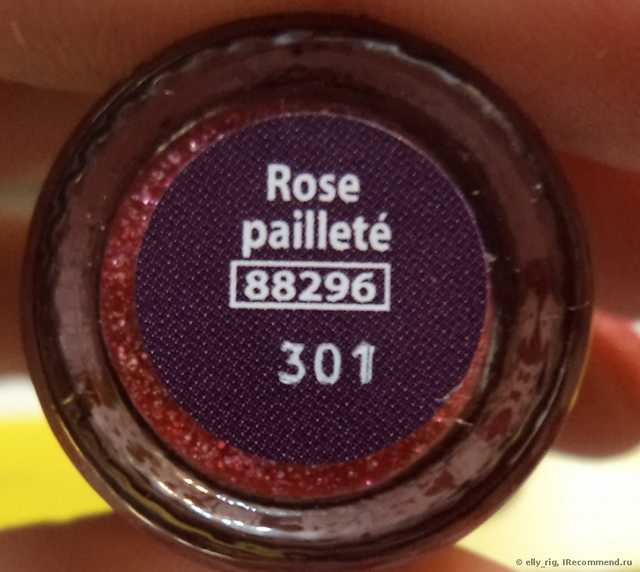 Rose
pailleté
88296
301
© elly_rig, IRecommend.ru